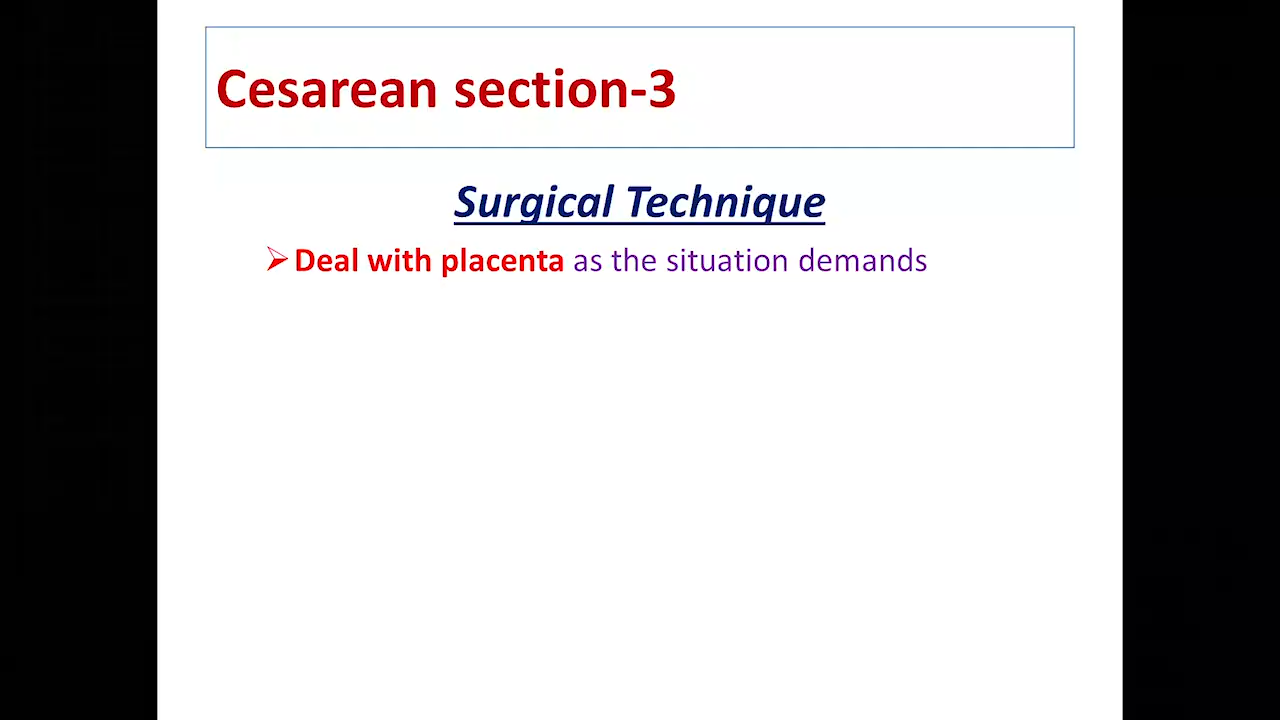 Cesarean section-3
Surgical Technique
➢Deal with placenta as the situation demands